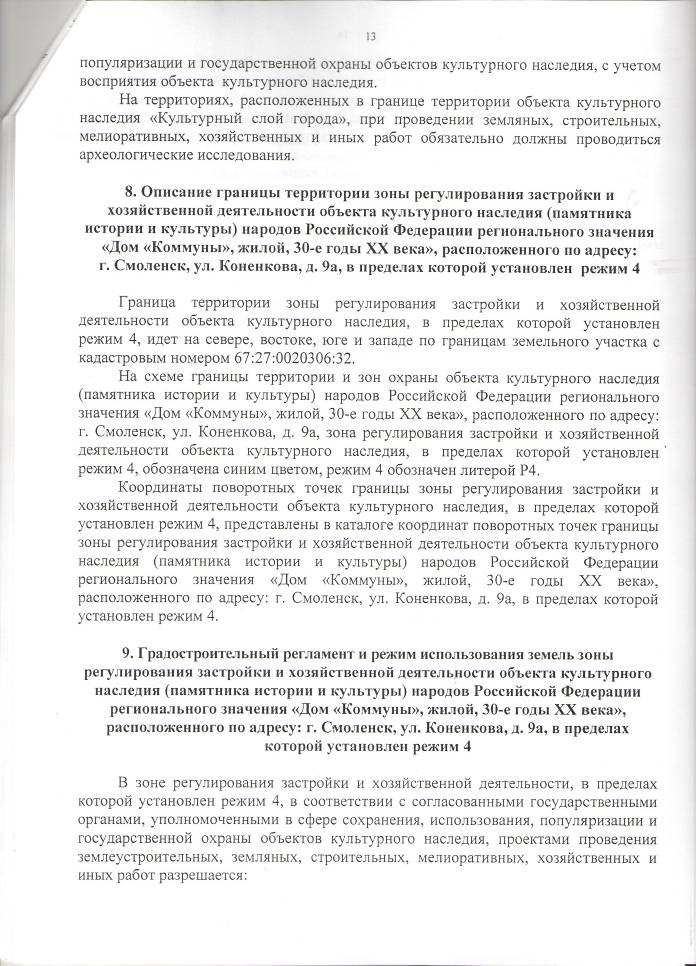 13
популяризации и государственной охраны объектов культурного наследия, с учетом
восприятия объекта культурного наследия.
На территориях, расположенных в границе территории объекта культурного
наследия «Культурный слой города», при проведении земляных, строительных,
мелиоративных, хозяйственных и иных работ обязательно должны проводиться
археологические исследования.
8. Описание границы территории зоны регулирования застройки и
хозяйственной деятельности объекта культурного наследия (памятника
истории и культуры) народов Российской Федерации регионального значения
«Дом «Коммуны», жилой, 30-е годы XX века», расположенного по адресу:
г. Смоленск, ул. Коненкова, д. 9а, в пределах которой установлен режим 4
Граница территории зоны регулирования застройки и хозяйственной
деятельности объекта культурного наследия, в пределах которой установлен
режим 4, идет на севере, востоке, юге и западе по границам земельного участка с
кадастровым номером 67:27:0020306:32.
На схеме границы территории и зон охраны объекта культурного наследия
(памятника истории и культуры) народов Российской Федерации регионального
значения «Дом «Коммуны», жилой, 30-е годы XX века», расположенного по адресу:
г. Смоленск, ул. Коненкова, д. 9а, зона регулирования застройки и хозяйственной
деятельности объекта культурного наследия, в пределах которой установлен
режим 4, обозначена синим цветом, режим 4 обозначен литерой Р4.
Координаты поворотных точек границы зоны регулирования застройки и
хозяйственной деятельности объекта культурного наследия, в пределах которой
установлен режим 4, представлены в каталоге координат поворотных точек границы
зоны регулирования застройки и хозяйственной деятельности объекта культурного
наследия (памятника истории и культуры) народов Российской Федерации
регионального значения «Дом «Коммуны», жилой, 30-е годы XX века»,
расположенного по адресу: г. Смоленск, ул. Коненкова, д. 9а, в пределах которой
установлен режим 4.
9. Градостроительный регламент и режим использования земель зоны
регулирования застройки и хозяйственной деятельности объекта культурного
наследия (памятника истории и культуры) народов Российской Федерации
регионального значения «Дом «Коммуны», жилой, 30-е годы XX века»,
расположенного по адресу: г. Смоленск, ул. Коненкова, д. 9а, в пределах
которой установлен режим 4
В зоне регулирования застройки и хозяйственной деятельности, в пределах
которой установлен режим 4, в соответствии с согласованными государственными
органами, уполномоченными в сфере сохранения, использования, популяризации и
государственной охраны объектов культурного наследия, проектами проведения
землеустроительных, земляных, строительных, мелиоративных, хозяйственных и
иных работ разрешается: